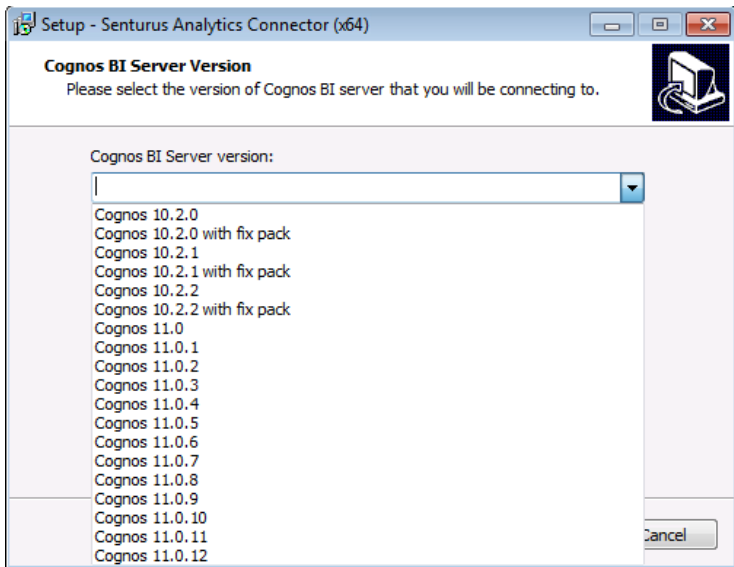 Setup - Senturus Analytics Connector (x64)
Cognos BI Server Version
Please select the version of Cognos BI server that you will be connecting to.
Cognos BI Server version:
Cognos 10.2.0
Cognos 10.2.0 with fix pack
Cognos 10.2.1
Cognos 10.2.1 with fix pack
Cognos 10.2.2
Cognos 10.2.2 with fix pack
Cognos 11.0
Cognos 11.0.1
Cognos 11.0.2
Cognos 11.0.3
Cognos 11.0.4
Cognos 11.0.5
Cognos 11.0.6
Cognos 11.0.7
Cognos 11.0.8
Cognos 11.0.9
Cognos 11.0.10
Cognos 11.0.11
Cognos 11.0.12
Cancel